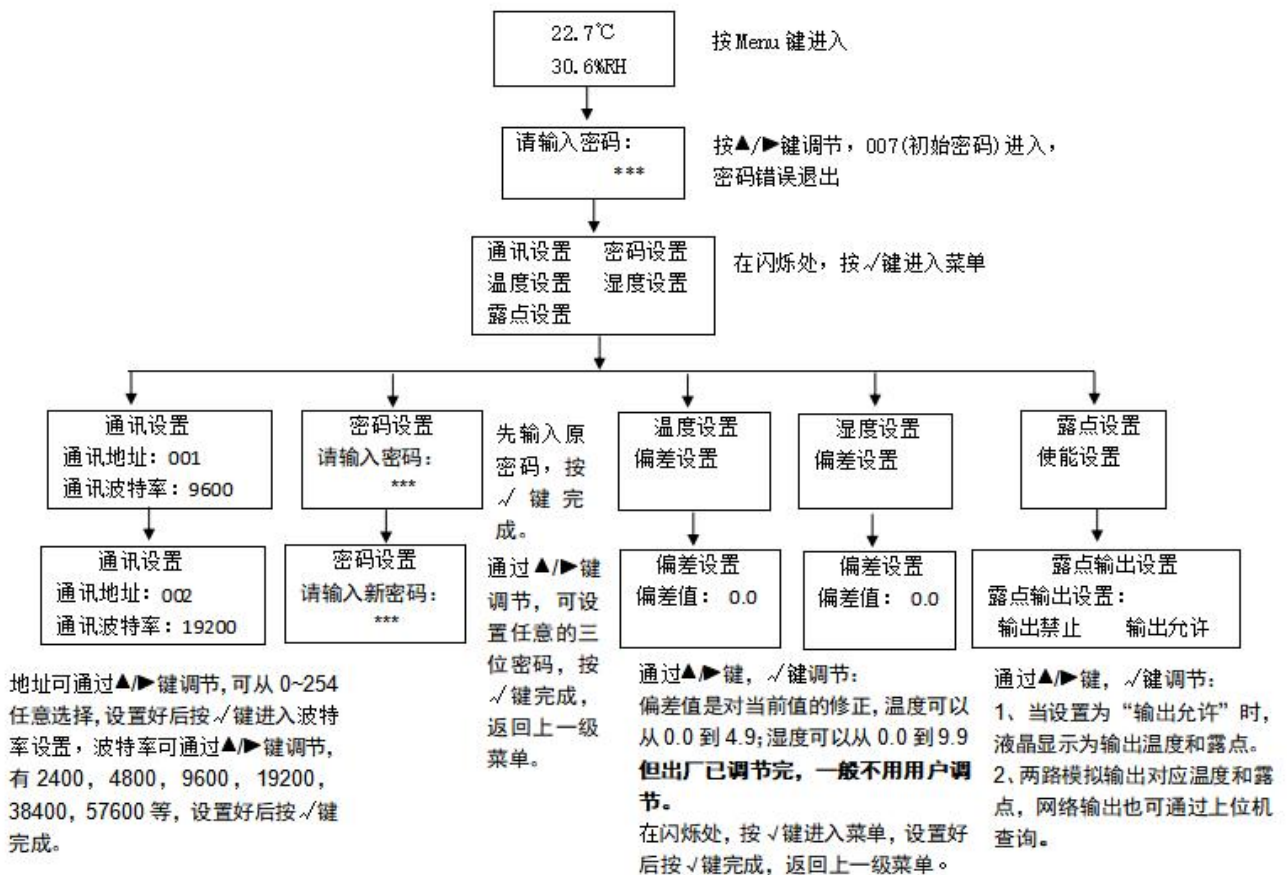 22.7℃
30.6%RH
按Menu 键进入
请输入密码：
***
按▲/▶键调节，007(初始密码)进入，
密码错误退出
通讯设置 密码设置
温度设置 湿度设置
露点设置
在闪烁处，按√键进入菜单
通讯设置
通讯地址：001
通讯波特率：9600
通讯设置
通讯地址：002
通讯波特率：19200
地址可通过▲/▶键调节,可从 0~254
任意选择,设置好后按√键进入波特
率设置，波特率可通过▲/▶键调节，
有 2400，4800，9600，19200，
38400，57600 等，设置好后按√键
完成。
密码设置
请输入密码：
***
密码设置
请输入新密码：
***
先输入原
密码，按
√ 键 完
成。
通过▲/▶键
调节，可设
置任意的三
位密码，按
√键完成，
返回上一级
菜单。
温度设置
偏差设置
偏差设置
偏差值： 0.0
湿度设置
偏差设置
偏差设置
偏差值： 0.0
通过▲/▶键，√键调节：
偏差值是对当前值的修正,温度可以
从 0.0 到 4.9;湿度可以从 0.0 到 9.9
但出厂已调节完，一般不用用户调
节。
在闪烁处，按 √键进入菜单，设置好
后按√键完成，返回上一级菜单。
露点设置
使能设置
露点输出设置
露点输出设置：
输出禁止 输出允许
通过▲/▶键，√键调节：
1、当设置为“输出允许”时，
液晶显示为输出温度和露点。
2、两路模拟输出对应温度和露
点，网络输出也可通过上位机
查询。